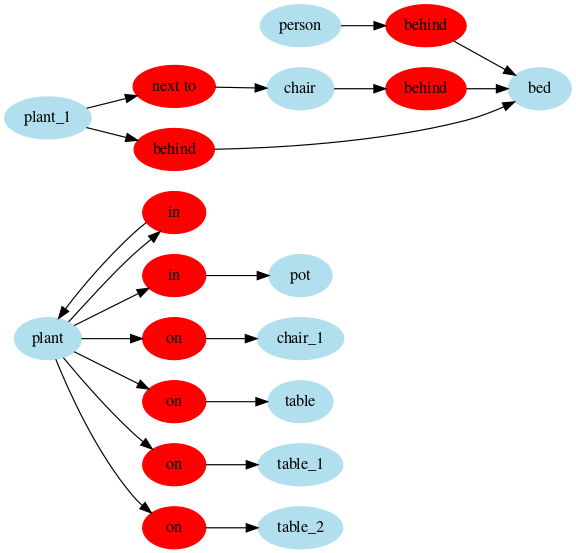 person
behind
next to
chair
behind
bed
plant_1
behind
in
in
pot
plant
on
chair_1
on
table
on
table_1
on
table_2